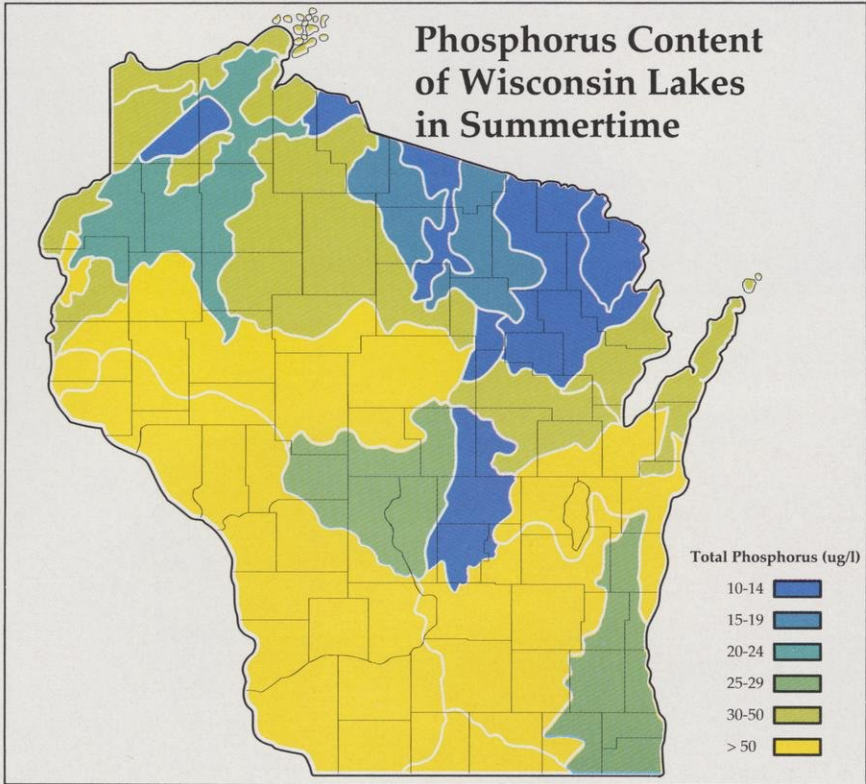 Phosphorus Content
of Wisconsin Lakes
in Summertime
Total Phosphorus (ug/l)
10-14
15-19
20-24
25-29
30-50
> 50